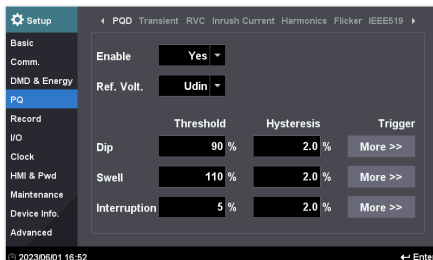 Setup
PQD Transient RVC Inrush Current Harmonics Flicker IEEE519
Basic
Comm.
DMD & Energy
PQ
Record
I/O
Clock
HMI & Pwd
Maintenance
Device Info.
Advanced
Enable Yes
Ref. Volt. Udin
Threshold Hysteresis Trigger
Dip 90 % 2.0 % More >>
Swell 110 % 2.0 % More >>
Interruption 5 % 2.0 % More >>
2023/06/01 16:52 Enter